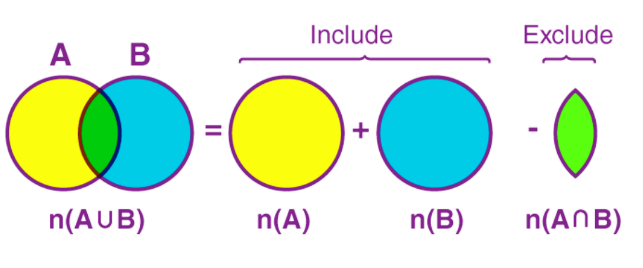 Include Exclude
A B
= + -
n(A∪B) n(A) n(B) n(A∩B)